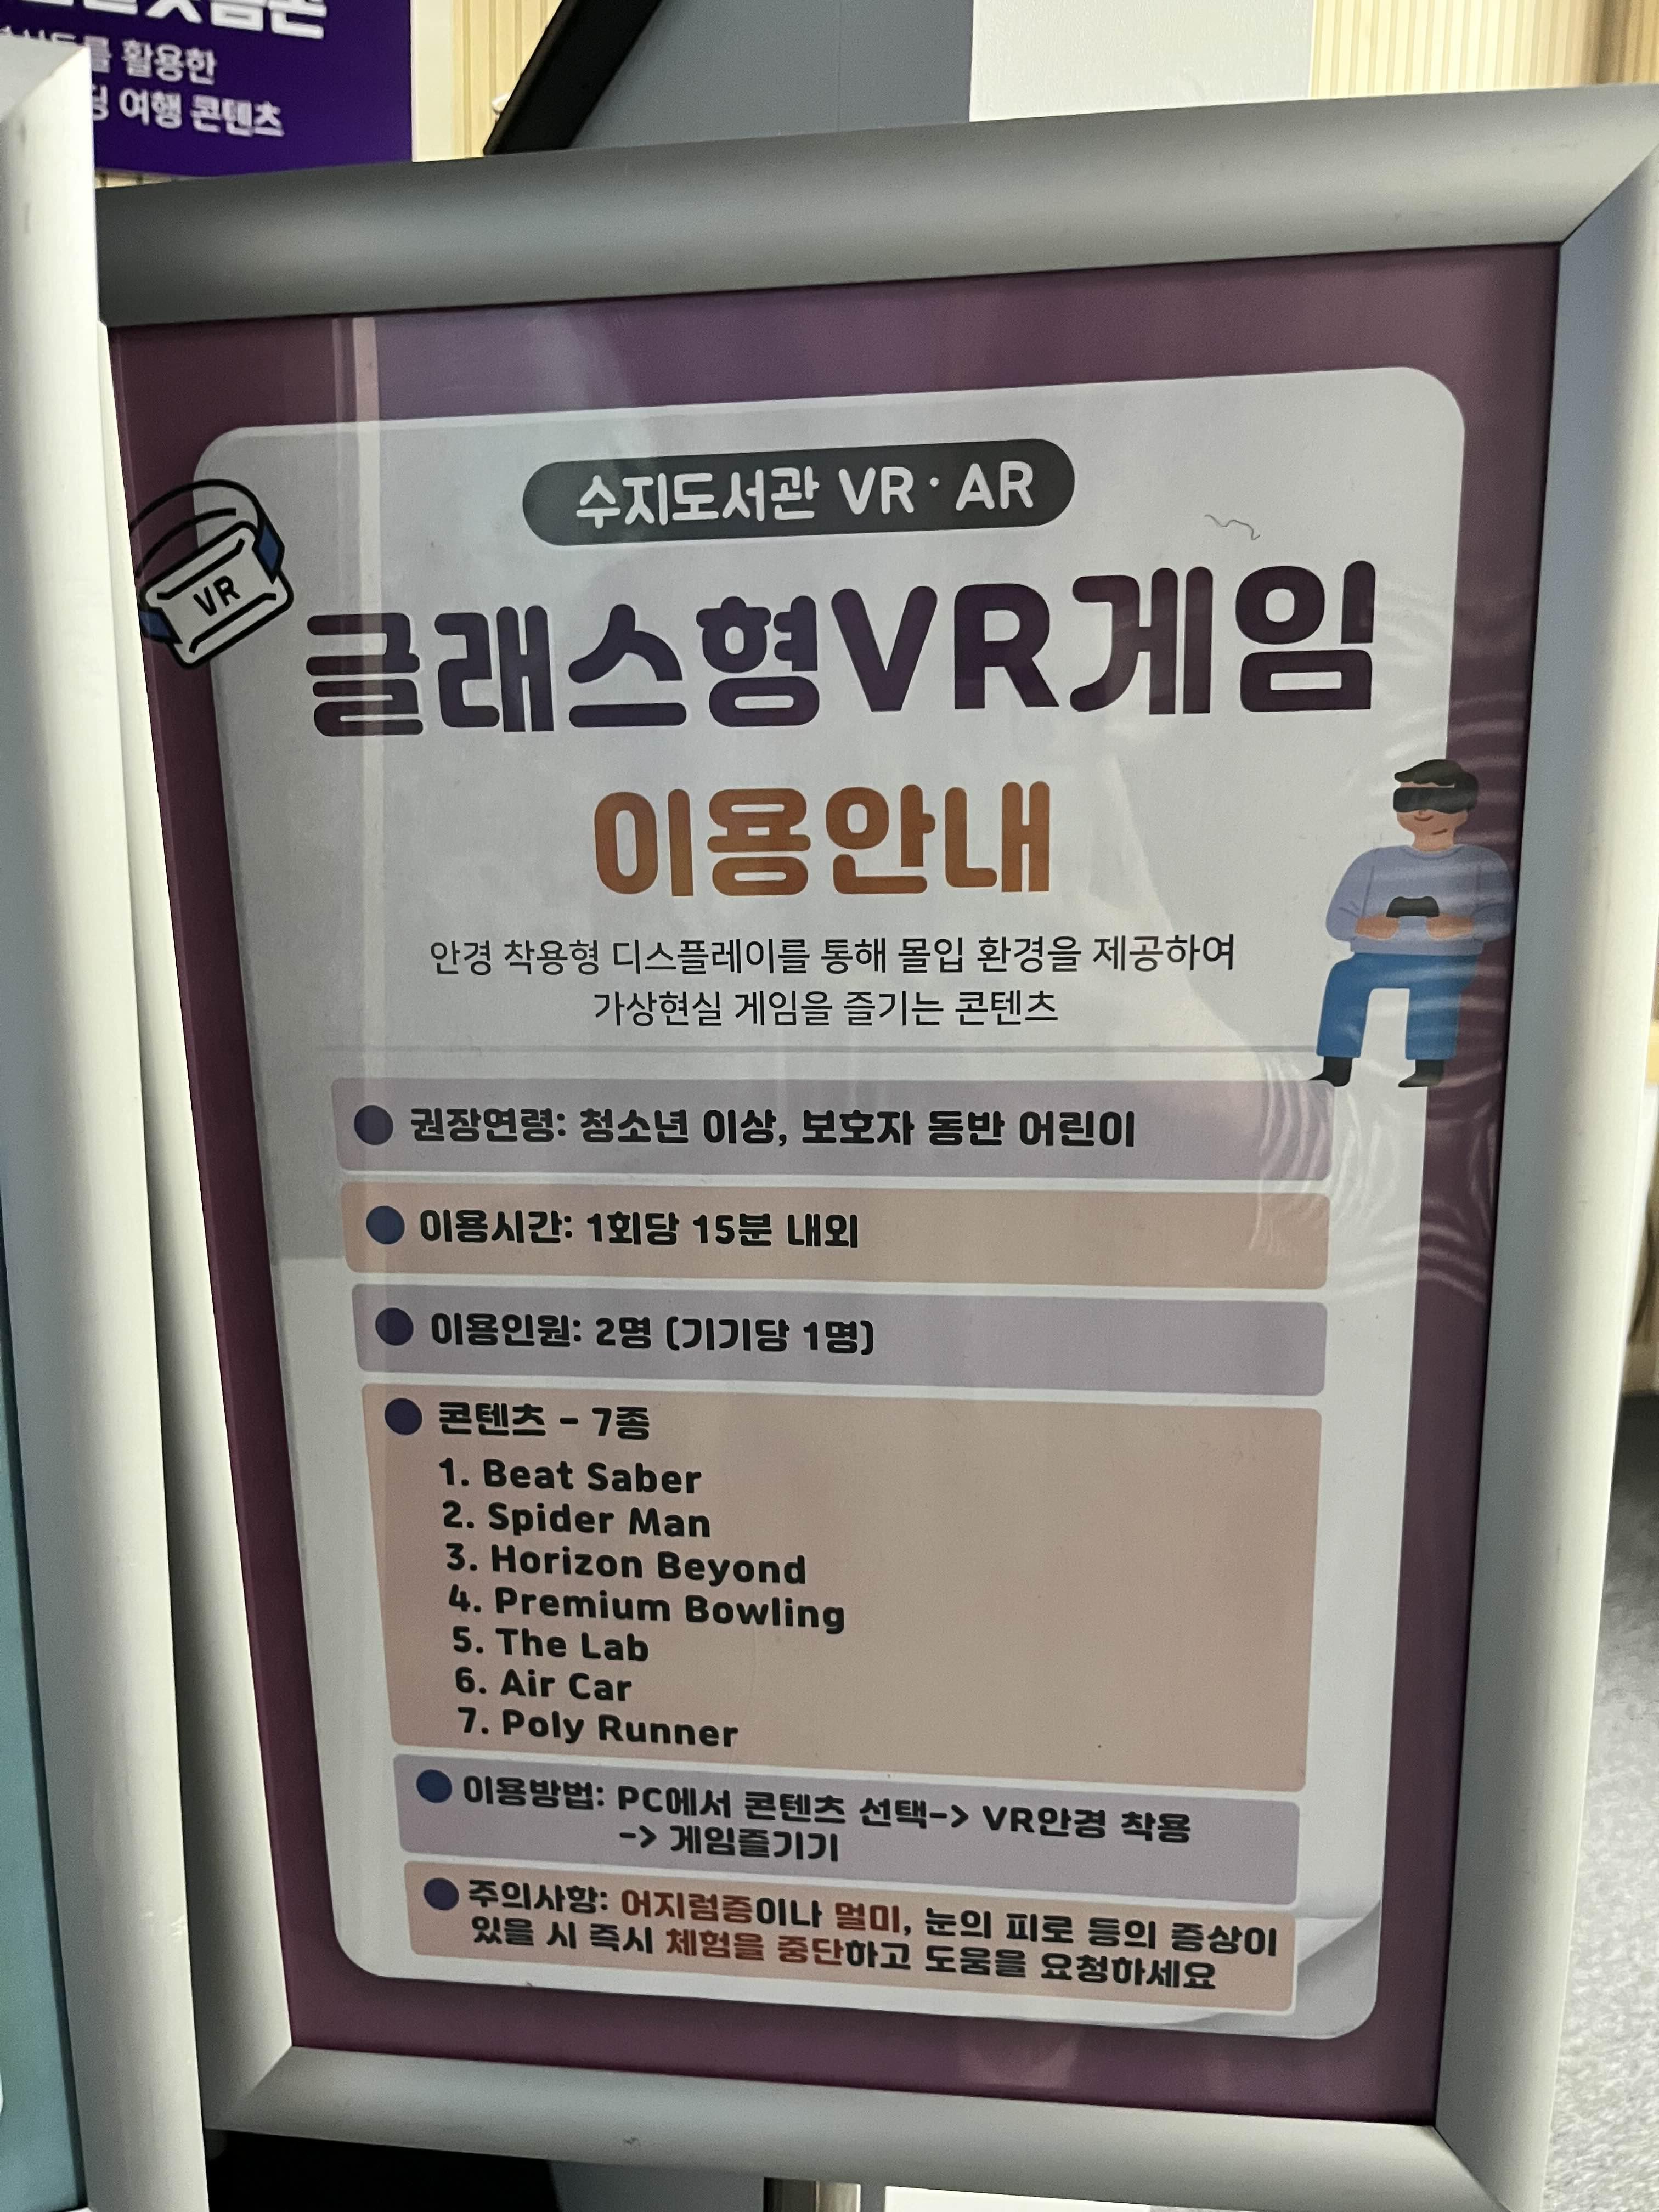 활용한
여행 콘텐츠
수지도서관 VR · AR
VR
글래스형VR게임
이용안내
안경 착용형 디스플레이를 통해 몰입 환경을 제공하여
가상현실 게임을 즐기는 콘텐츠
권장연령: 청소년 이상, 보호자 동반 어린이
이용시간: 1회당 15분 내외
이용인원: 2명 (기기당 1명)
콘텐츠 - 7종
1. Beat Saber
2. Spider Man
3. Horizon Beyond
4. Premium Bowling
5. The Lab
6. Air Car
7. Poly Runner
이용방법: PC에서 콘텐츠 선택-> VR안경 착용
-> 게임즐기기
주의사항: 어지럼증이나 멀미, 눈의 피로 등의 증상이
있을 시 즉시 체험을 중단하고 도움을 요청하세요